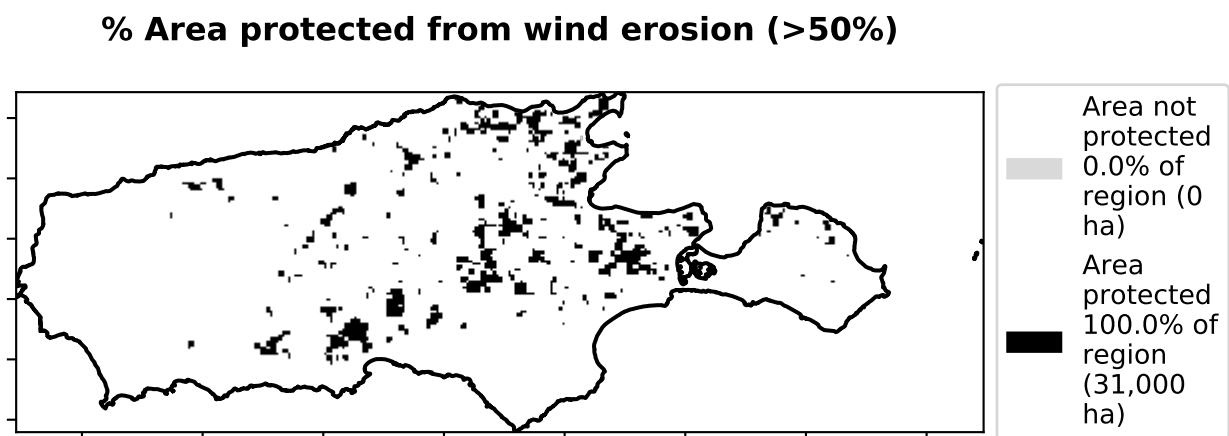 % Area protected from wind erosion (>50%)
Area not
protected
0.0% of
region (0
ha)
Area
protected
100.0% of
region
(31,000
ha)